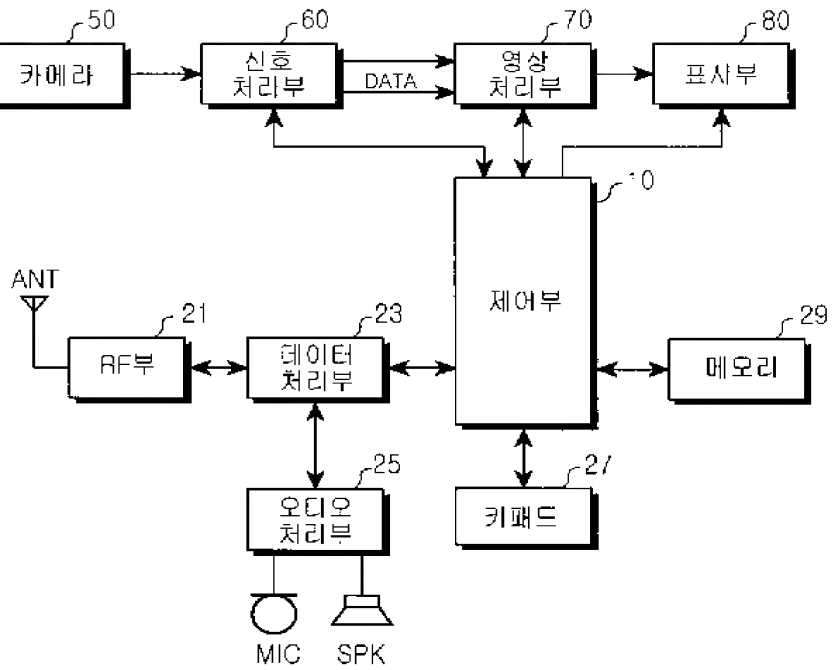 50
60
70
80
카메라
신호
처리부
DATA
영상
처리부
표시부
10
제어부
ANT
21
23
29
RF부
데이터
처리부
메모리
25
27
오디오
처리부
키패드
MIC
SPK